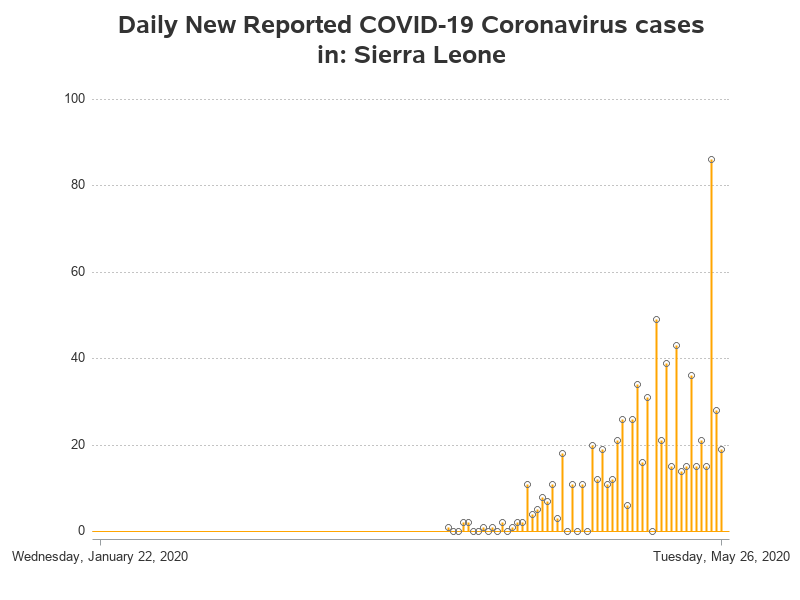 Daily New Reported COVID-19 Coronavirus cases
in: Sierra Leone
100
80
60
40
20
0
Wednesday, January 22, 2020
Tuesday, May 26, 2020